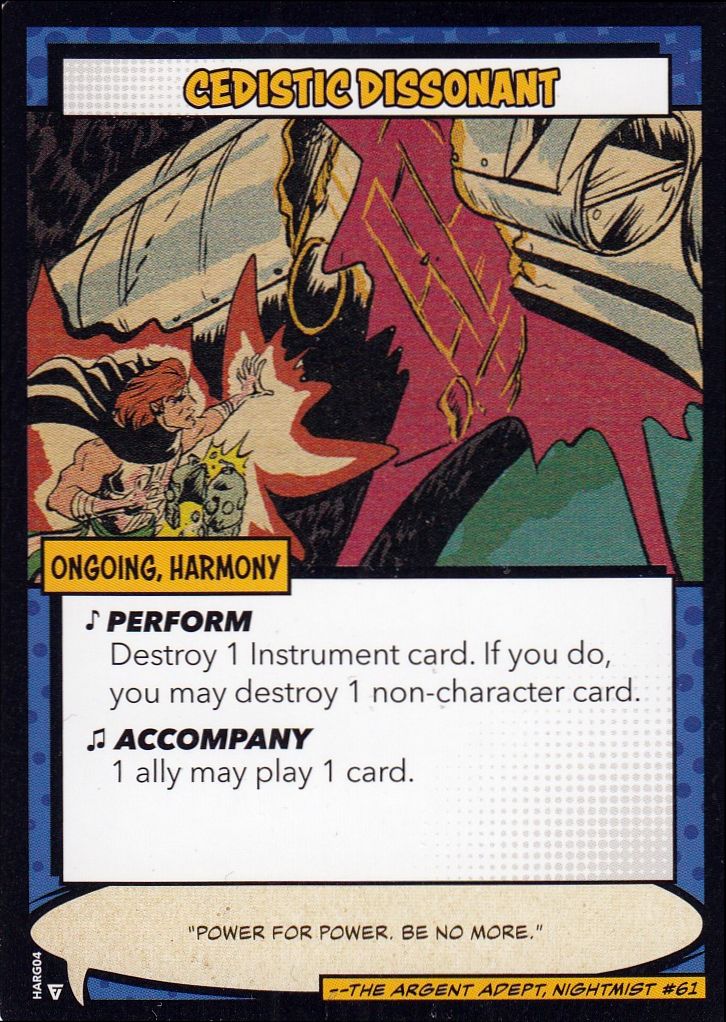 CEDISTIC DISSONANT
ONGOING, HARMONY
♪ PERFORM
Destroy 1 Instrument card. If you do,
you may destroy 1 non-character card.
♫ ACCOMPANY
1 ally may play 1 card.
"POWER FOR POWER. BE NO MORE."
--THE ARGENT ADEPT, NIGHTMIST #61
HARG04